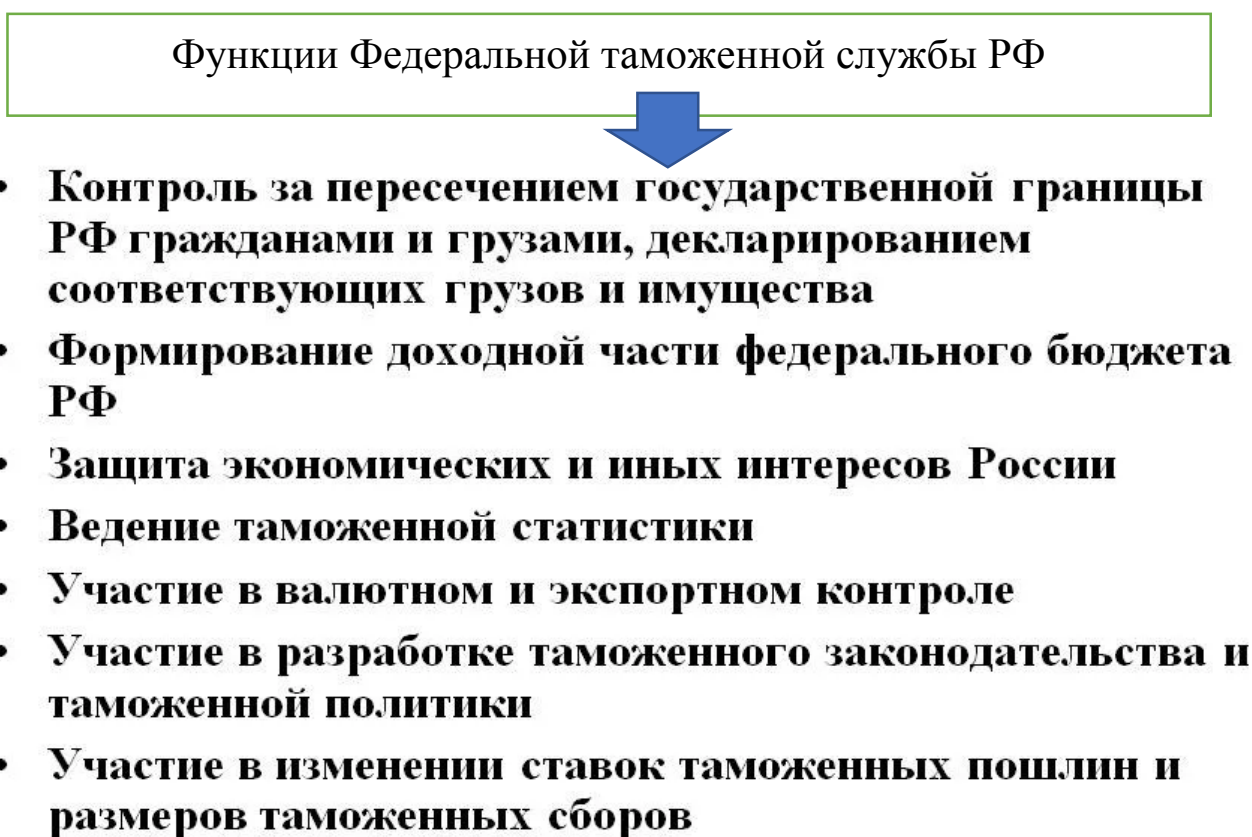 Функции Федеральной таможенной службы РФ
• Контроль за пересечением государственной границы
РФ гражданами и грузами, декларированием
соответствующих грузов и имущества
• Формирование доходной части федерального бюджета
РФ
• Защита экономических и иных интересов России
• Ведение таможенной статистики
• Участие в валютном и экспортном контроле
• Участие в разработке таможенного законодательства и
таможенной политики
• Участие в изменении ставок таможенных пошлин и
размеров таможенных сборов